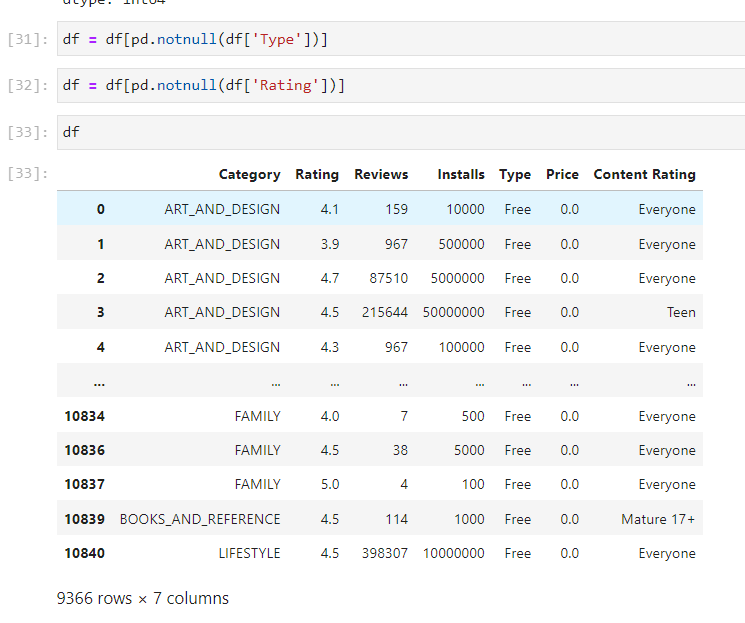 dtype: int64
[31]: df = df[pd.notnull(df['Type'])]
[32]: df = df[pd.notnull(df['Rating'])]
[33]: df
[33]:
Category Rating Reviews Installs Type Price Content Rating
0 ART_AND_DESIGN 4.1 159 10000 Free 0.0 Everyone
1 ART_AND_DESIGN 3.9 967 500000 Free 0.0 Everyone
2 ART_AND_DESIGN 4.7 87510 5000000 Free 0.0 Everyone
3 ART_AND_DESIGN 4.5 215644 50000000 Free 0.0 Teen
4 ART_AND_DESIGN 4.3 967 100000 Free 0.0 Everyone
... ... ... ... ... ... ... ...
10834 FAMILY 4.0 7 500 Free 0.0 Everyone
10836 FAMILY 4.5 38 5000 Free 0.0 Everyone
10837 FAMILY 5.0 4 100 Free 0.0 Everyone
10839 BOOKS_AND_REFERENCE 4.5 114 1000 Free 0.0 Mature 17+
10840 LIFESTYLE 4.5 398307 10000000 Free 0.0 Everyone
9366 rows × 7 columns